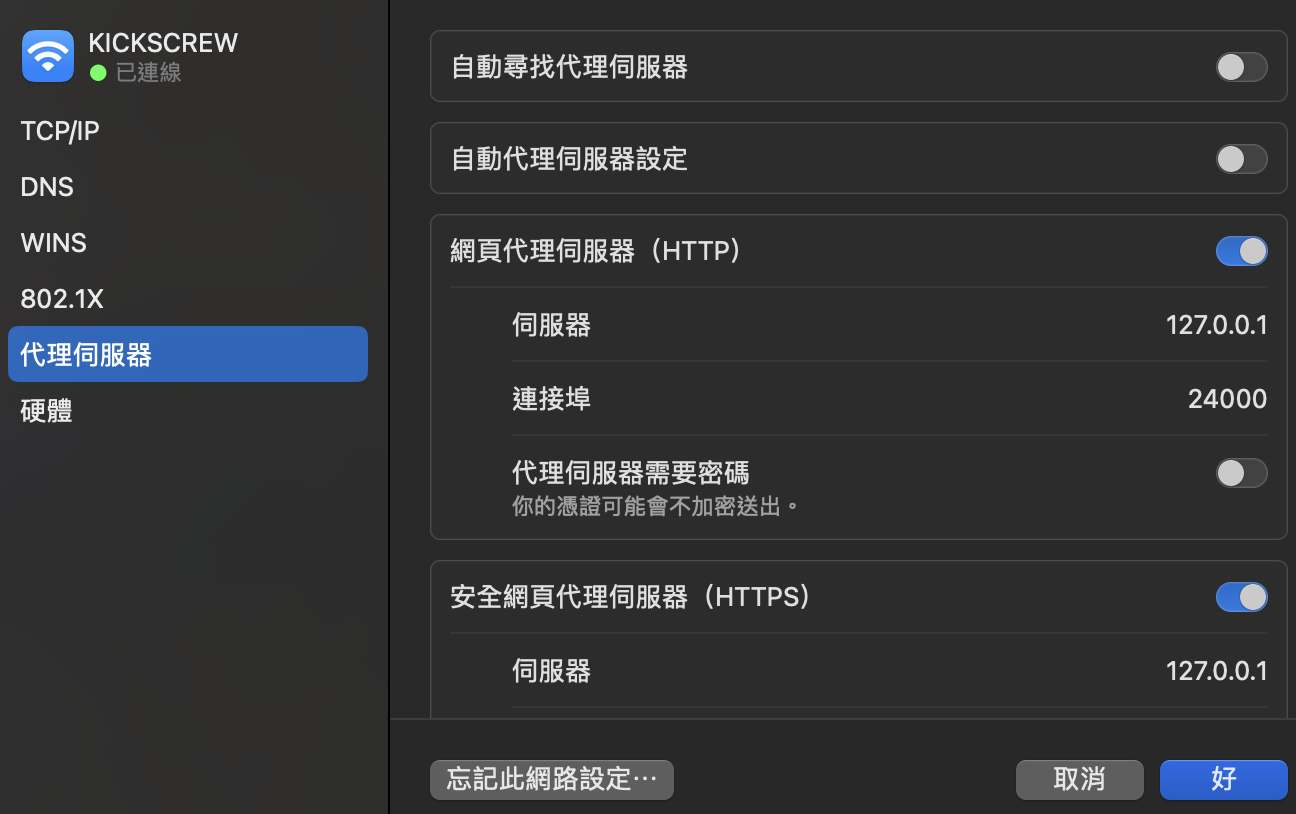 KICKSCREW
已連線
TCP/IP
DNS
WINS
802.1X
代理伺服器
硬體
自動尋找代理伺服器
自動代理伺服器設定
網頁代理伺服器（HTTP）
伺服器 127.0.0.1
連接埠 24000
代理伺服器需要密碼
你的憑證可能會不加密送出。
安全網頁代理伺服器（HTTPS）
伺服器 127.0.0.1
忘記此網路設定⋯
取消
好